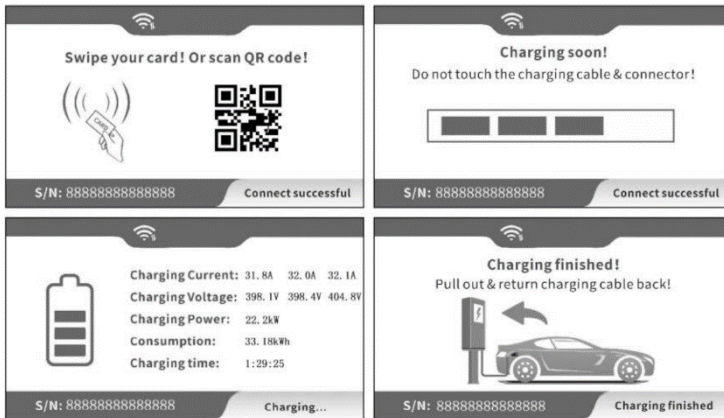 Swipe your card! Or scan QR code!
CARD
S/N: 88888888888888
Connect successful
Charging soon!
Do not touch the charging cable & connector!
S/N: 88888888888888
Connect successful
Charging Current: 31.8A 32.0A 32.1A
Charging Voltage: 398.1V 398.4V 404.8V
Charging Power: 22.2kW
Consumption: 33.18kWh
Charging time: 1:29:25
S/N: 88888888888888
Charging...
Charging finished!
Pull out & return charging cable back!
S/N: 88888888888888
Charging finished